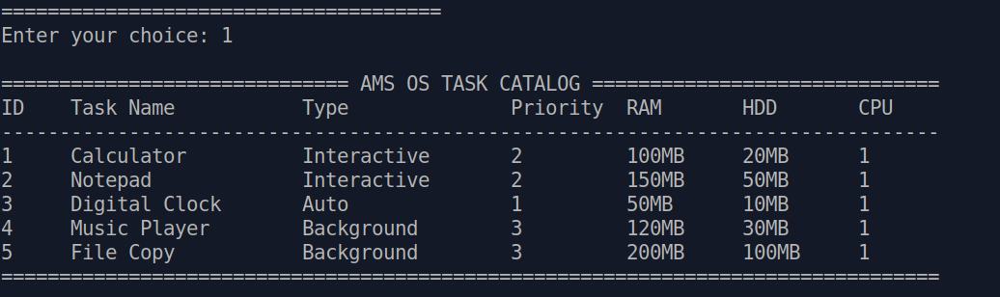 ======================================
Enter your choice: 1
============================== AMS OS TASK CATALOG ==============================
ID    Task Name           Type              Priority  RAM       HDD       CPU
---------------------------------------------------------------------------------
1     Calculator          Interactive       2         100MB     20MB      1
2     Notepad             Interactive       2         150MB     50MB      1
3     Digital Clock       Auto              1         50MB      10MB      1
4     Music Player        Background        3         120MB     30MB      1
5     File Copy           Background        3         200MB     100MB     1
=================================================================================